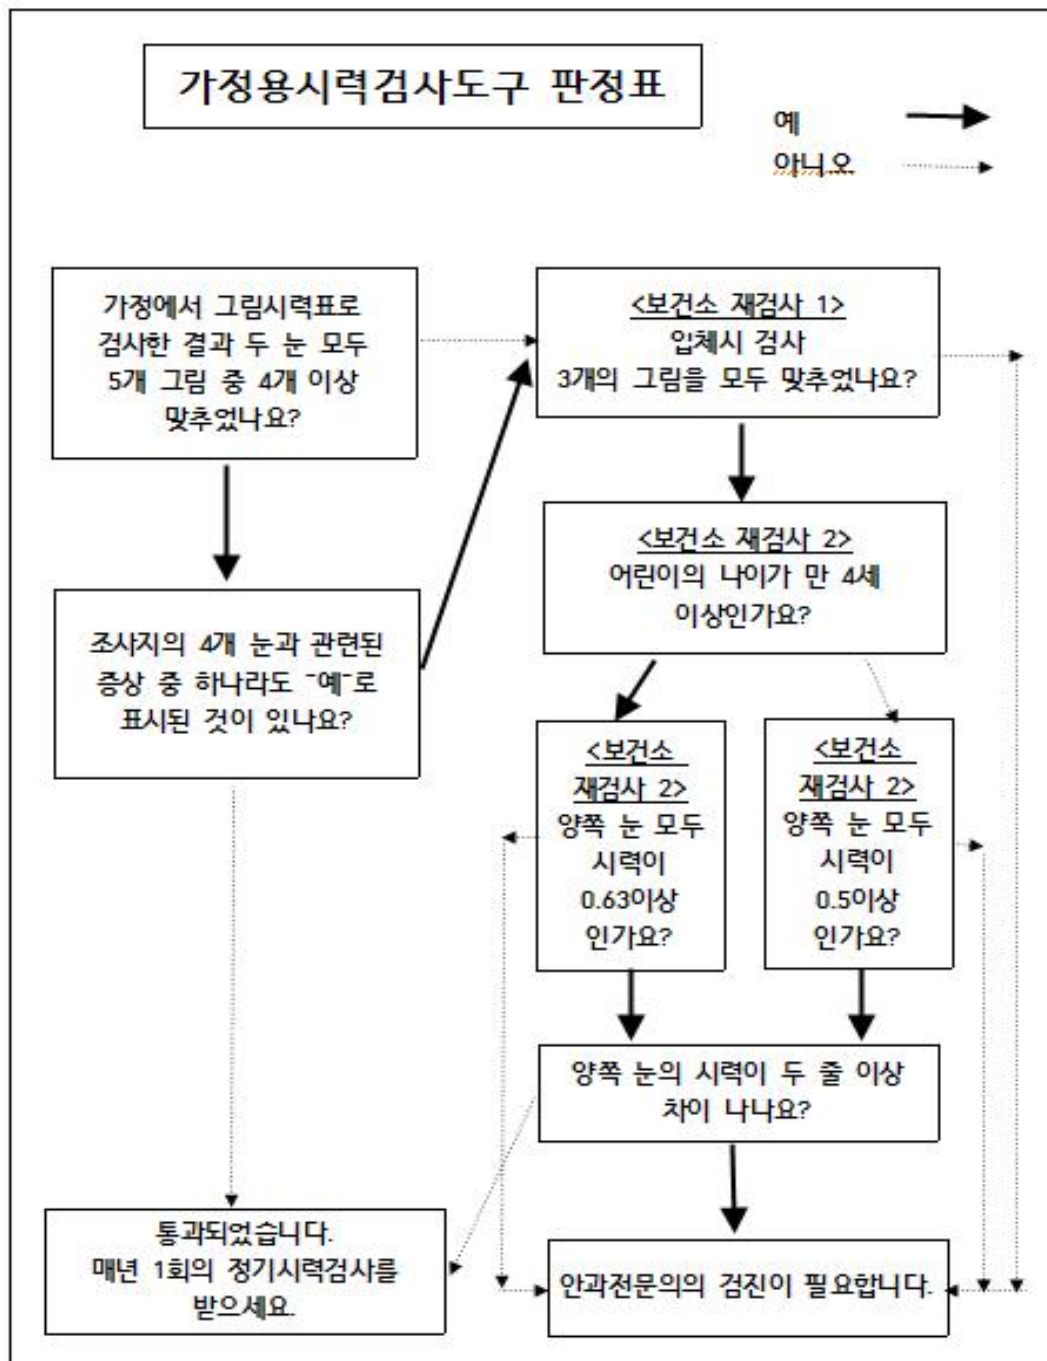 가정용시력검사도구 판정표
예
아니오
가정에서 그림시력표로
검사한 결과 두 눈 모두
5개 그림 중 4개 이상
맞추었나요?
<보건소 재검사 1>
입체시 검사
3개의 그림을 모두 맞추었나요?
<보건소 재검사 2>
어린이의 나이가 만 4세
이상인가요?
조사지의 4개 눈과 관련된
증상 중 하나라도 "예"로
표시된 것이 있나요?
<보건소
재검사 2>
양쪽 눈 모두
시력이
0.63이상
인가요?
<보건소
재검사 2>
양쪽 눈 모두
시력이
0.5이상
인가요?
양쪽 눈의 시력이 두 줄 이상
차이 나나요?
통과되었습니다.
매년 1회의 정기시력검사를
받으세요.
안과전문의의 검진이 필요합니다.